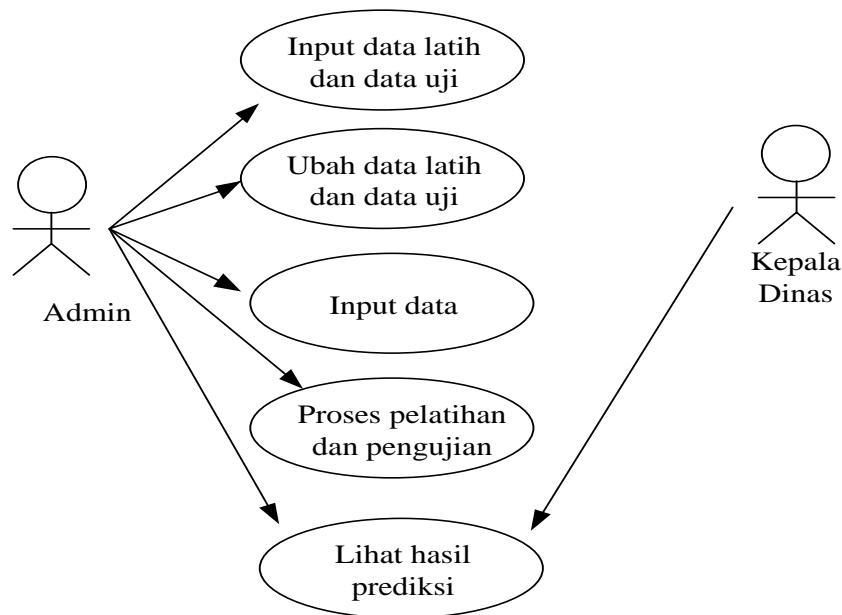 Input data latih
dan data uji
Ubah data latih
dan data uji
Admin
Kepala
Dinas
Input data
Proses pelatihan
dan pengujian
Lihat hasil
prediksi